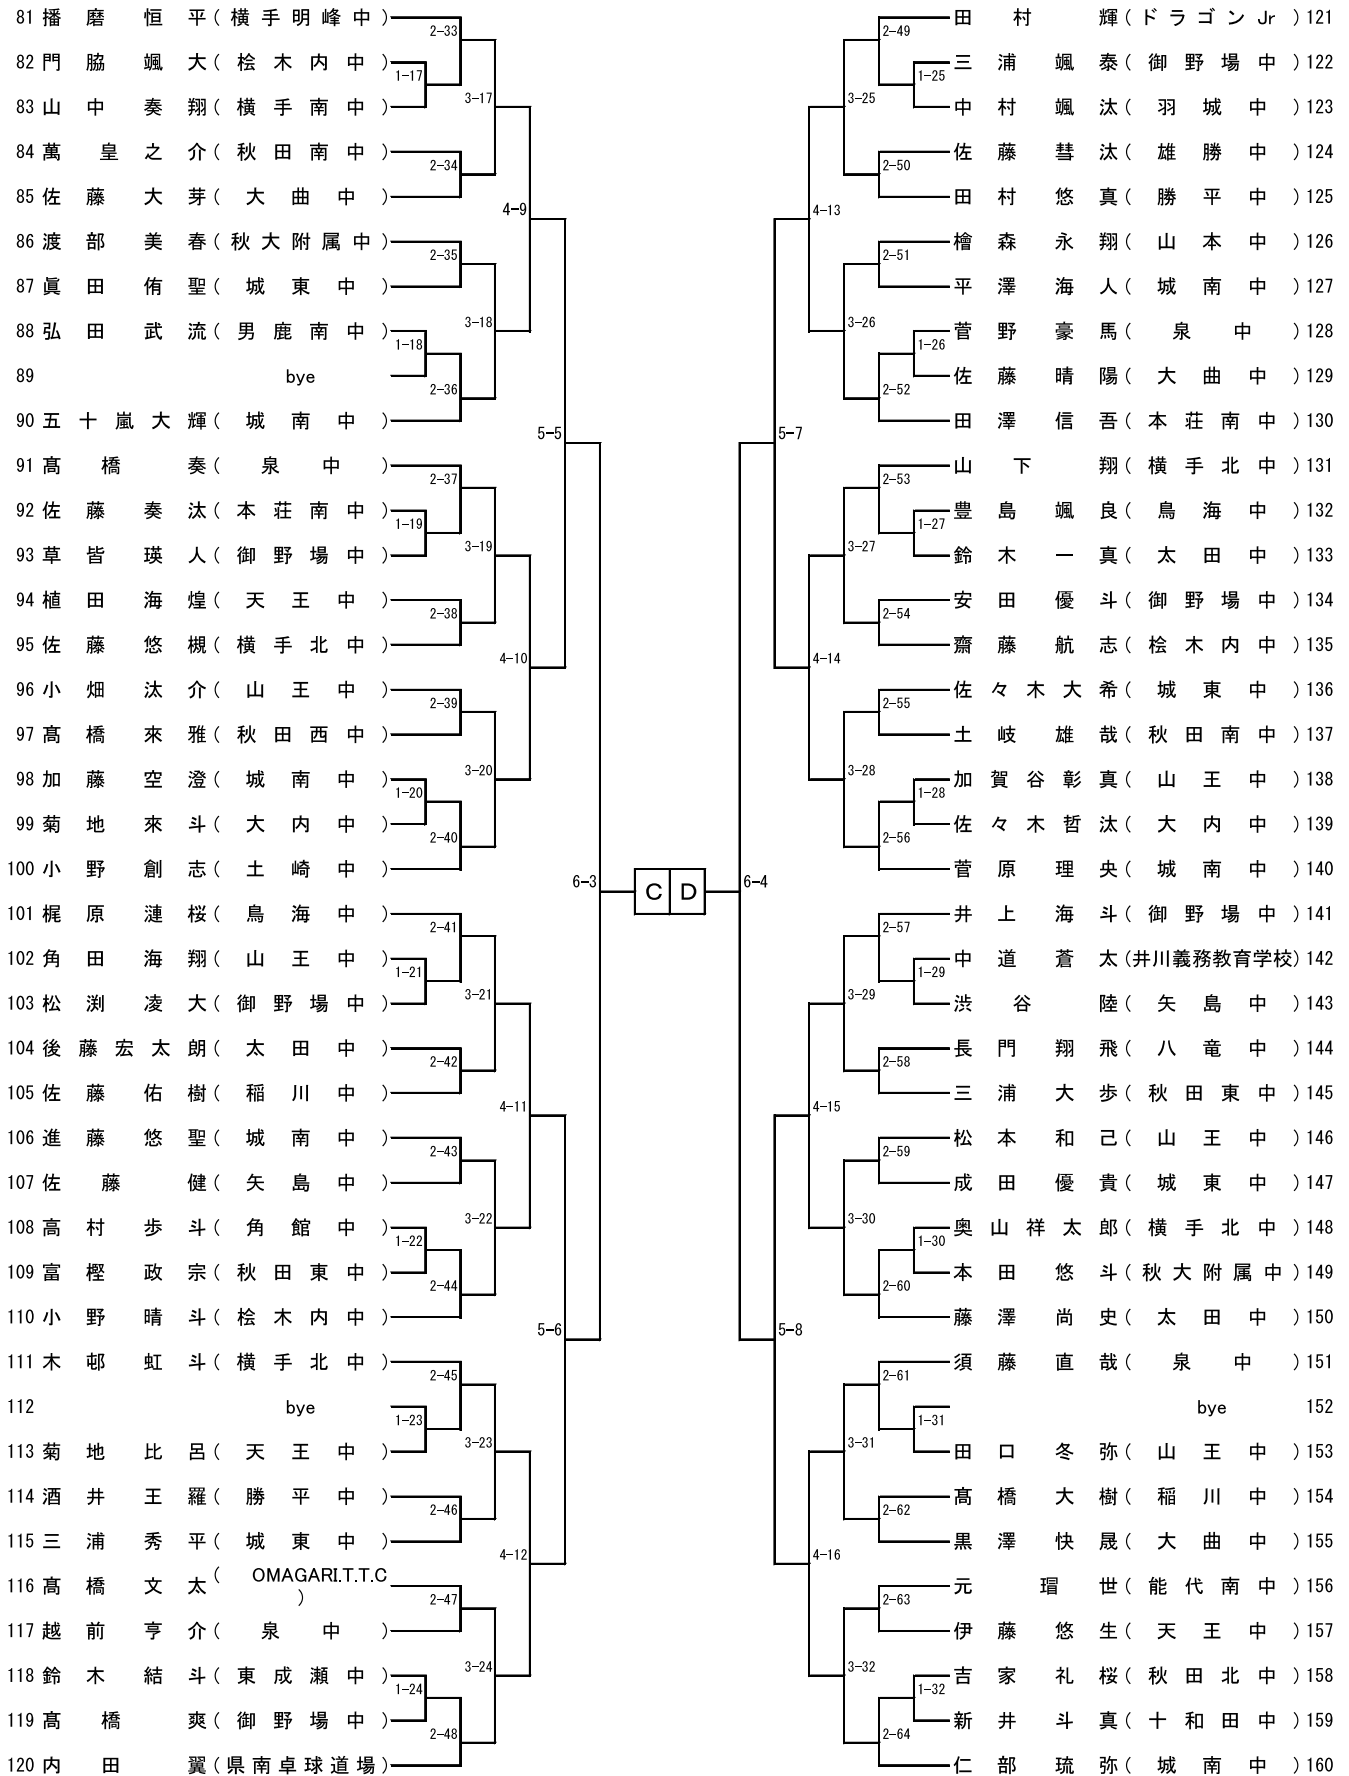 81 播磨 恒平 (横手明峰中)
2-33
82 門脇 颯大 (桧木内中)
1-17
83 山中 奏翔 (横手南中)
3-17
84 萬 皇之介 (秋田南中)
2-34
85 佐藤 大芽 (大曲中)
4-9
86 渡部 美春 (秋大附属中)
2-35
87 眞田 侑聖 (城東中)
3-18
88 弘田 武流 (男鹿南中)
1-18
89 bye
2-36
90 五十嵐大輝 (城南中)
5-5
91 髙橋 奏 (泉中)
2-37
92 佐藤 奏汰 (本荘南中)
1-19
93 草皆 瑛人 (御野場中)
3-19
94 植田 海煌 (天王中)
2-38
95 佐藤 悠槻 (横手北中)
4-10
96 小畑 汰介 (山王中)
2-39
97 髙橋 來雅 (秋田西中)
3-20
98 加藤 空澄 (城南中)
1-20
99 菊地 來斗 (大内中)
2-40
100 小野 創志 (土崎中)
6-3
101 梶原 漣桜 (鳥海中)
2-41
102 角田 海翔 (山王中)
1-21
103 松渕 凌大 (御野場中)
3-21
104 後藤宏太朗 (太田中)
2-42
105 佐藤 佑樹 (稲川中)
4-11
106 進藤 悠聖 (城南中)
2-43
107 佐藤 健 (矢島中)
3-22
108 高村 歩斗 (角館中)
1-22
109 富樫 政宗 (秋田東中)
2-44
110 小野 晴斗 (桧木内中)
5-6
111 木邨 虹斗 (横手北中)
2-45
112 bye
1-23
113 菊地 比呂 (天王中)
3-23
114 酒井 王羅 (勝平中)
2-46
115 三浦 秀平 (城東中)
4-12
116 髙橋 文太 (OMAGARI.T.T.C)
2-47
117 越前 亨介 (泉中)
3-24
118 鈴木 結斗 (東成瀬中)
1-24
119 髙橋 爽 (御野場中)
2-48
120 内田 翼 (県南卓球道場)
C D
田村 輝 (ドラゴンJr) 121
2-49
三浦 颯泰 (御野場中) 122
1-25
中村 颯汰 (羽城中) 123
3-25
佐藤 彗汰 (雄勝中) 124
2-50
田村 悠真 (勝平中) 125
4-13
檜森 永翔 (山本中) 126
2-51
平澤 海人 (城南中) 127
3-26
菅野 豪馬 (泉中) 128
1-26
佐藤 晴陽 (大曲中) 129
2-52
田澤 信吾 (本荘南中) 130
5-7
山下 翔 (横手北中) 131
2-53
豊島 颯良 (鳥海中) 132
1-27
鈴木 一真 (太田中) 133
3-27
安田 優斗 (御野場中) 134
2-54
齋藤 航志 (桧木内中) 135
4-14
佐々木大希 (城東中) 136
2-55
土岐 雄哉 (秋田南中) 137
3-28
加賀谷彰真 (山王中) 138
1-28
佐々木哲汰 (大内中) 139
2-56
菅原 理央 (城南中) 140
6-4
井上 海斗 (御野場中) 141
2-57
中道 蒼太 (井川義務教育学校) 142
1-29
渋谷 陸 (矢島中) 143
3-29
長門 翔飛 (八竜中) 144
2-58
三浦 大歩 (秋田東中) 145
4-15
松本 和己 (山王中) 146
2-59
成田 優貴 (城東中) 147
3-30
奥山祥太郎 (横手北中) 148
1-30
本田 悠斗 (秋大附属中) 149
2-60
藤澤 尚史 (太田中) 150
5-8
須藤 直哉 (泉中) 151
2-61
bye 152
1-31
田口 冬弥 (山王中) 153
3-31
髙橋 大樹 (稲川中) 154
2-62
黒澤 快晟 (大曲中) 155
4-16
元 瑠世 (能代南中) 156
2-63
伊藤 悠生 (天王中) 157
3-32
吉家 礼桜 (秋田北中) 158
1-32
新井 斗真 (十和田中) 159
2-64
仁部 琉弥 (城南中) 160